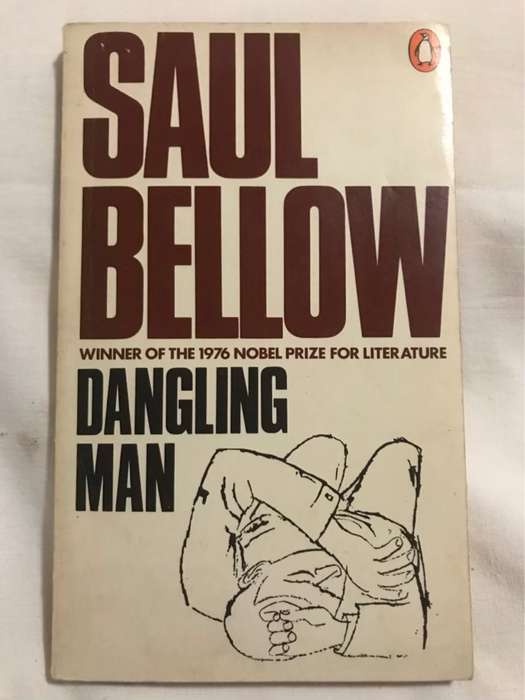 SAUL
BELLOW
WINNER OF THE 1976 NOBEL PRIZE FOR LITERATURE
DANGLING
MAN